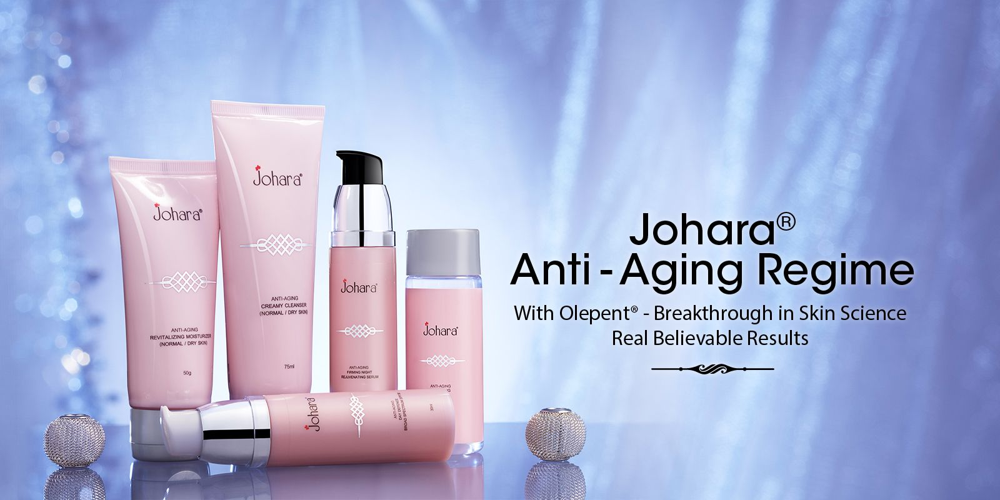 Johara®
ANTI-AGING
REVITALIZING MOISTURIZER
(NORMAL / DRY SKIN)
50g
Johara®
ANTI-AGING
CREAMY CLEANSER
(NORMAL / DRY SKIN)
75ml
Johara®
ANTI-AGING
FIRMING NIGHT
REJUVENATING SERUM
Johara®
ANTI-AGING
Johara®
ANTI-AGING
DAY DEFENCE
BROAD SPECTRUM
30ml
Johara®
Anti - Aging Regime
With Olepent® - Breakthrough in Skin Science
Real Believable Results